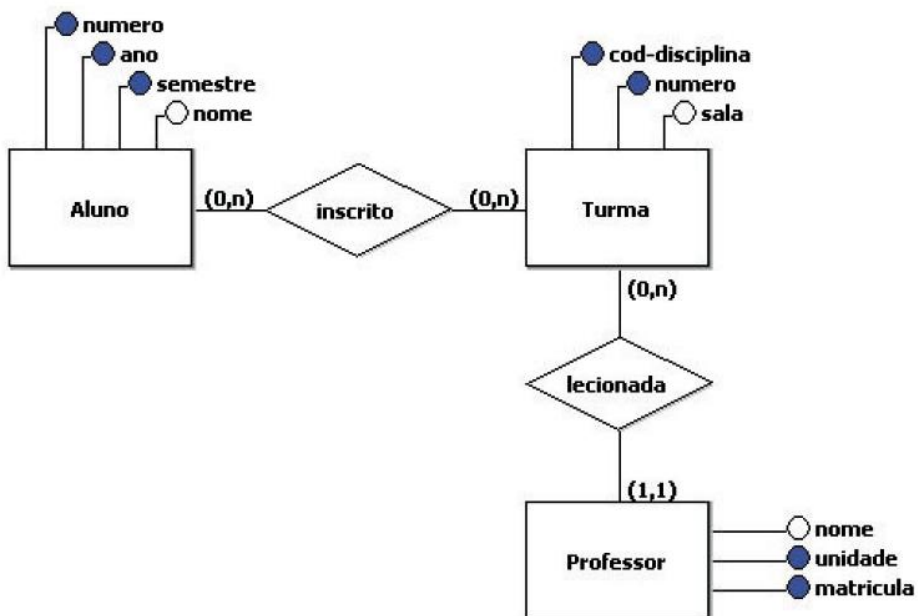 numero
ano
semestre
nome
cod-disciplina
numero
sala
Aluno
(0,n)
inscrito
(0,n)
Turma
(0,n)
lecionada
(1,1)
Professor
nome
unidade
matricula